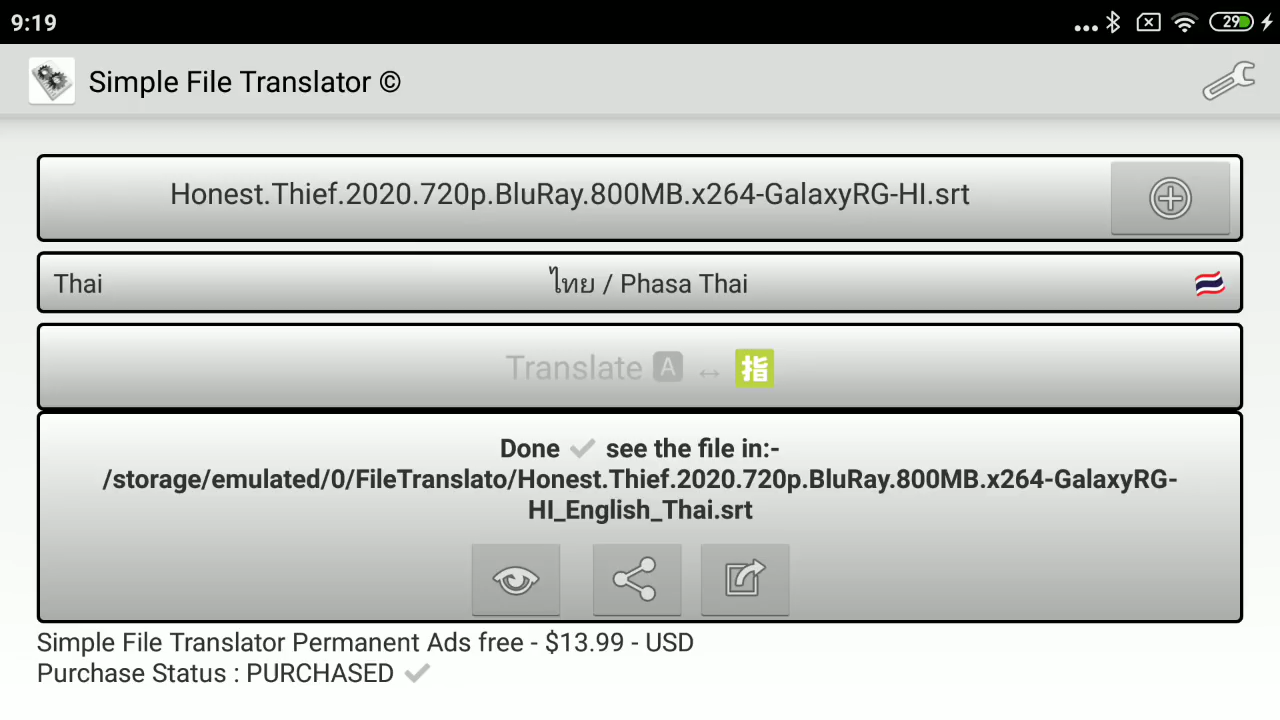 9:19
29
Simple File Translator ©
Honest.Thief.2020.720p.BluRay.800MB.x264-GalaxyRG-HI.srt
Thai ไทย / Phasa Thai
Translate A ↔ 指
Done ✓ see the file in:-
/storage/emulated/0/FileTranslato/Honest.Thief.2020.720p.BluRay.800MB.x264-GalaxyRG-
HI_English_Thai.srt
Simple File Translator Permanent Ads free - $13.99 - USD
Purchase Status : PURCHASED ✓